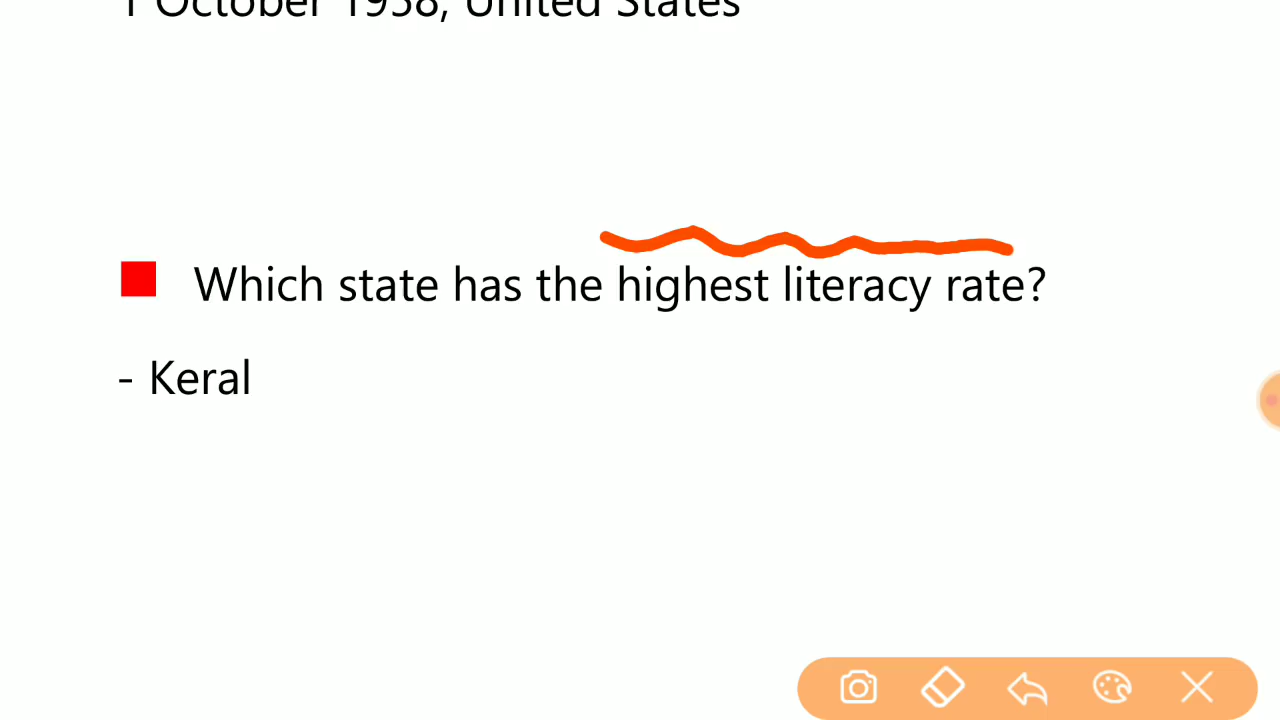 1 October 1958, United States
Which state has the highest literacy rate?
- Keral